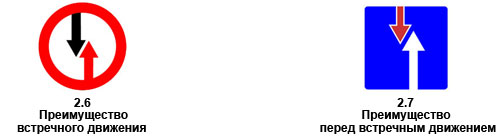 2.6
Преимущество
встречного движения
2.7
Преимущество
перед встречным движением